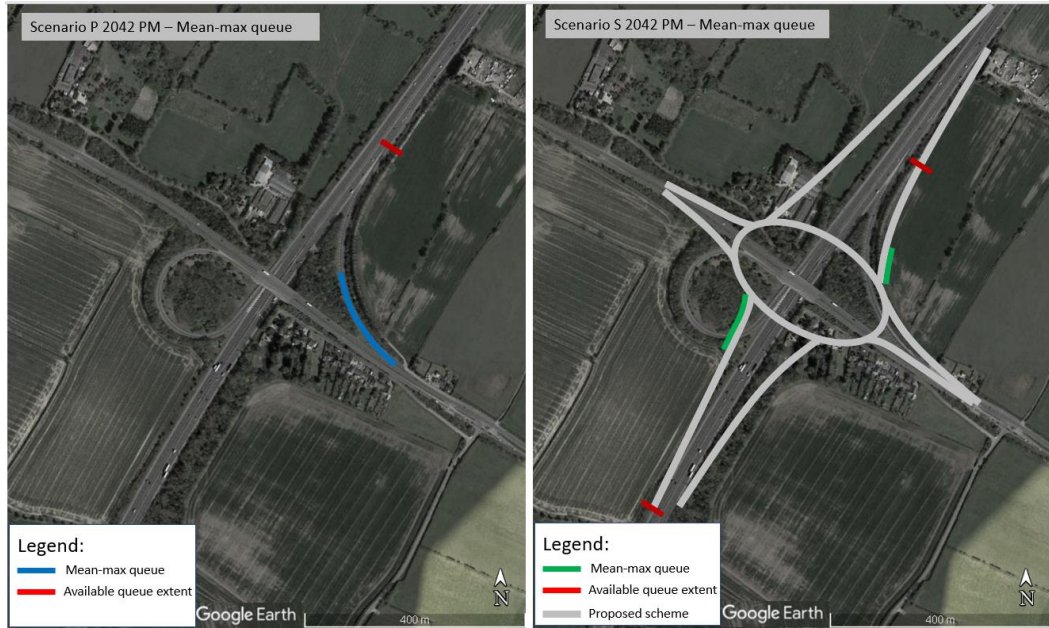 Scenario P 2042 PM – Mean-max queue
Legend:
Mean-max queue
Available queue extent
N
Google Earth
400 m
Scenario S 2042 PM – Mean-max queue
Legend:
Mean-max queue
Available queue extent
Proposed scheme
N
Google Earth
400 m